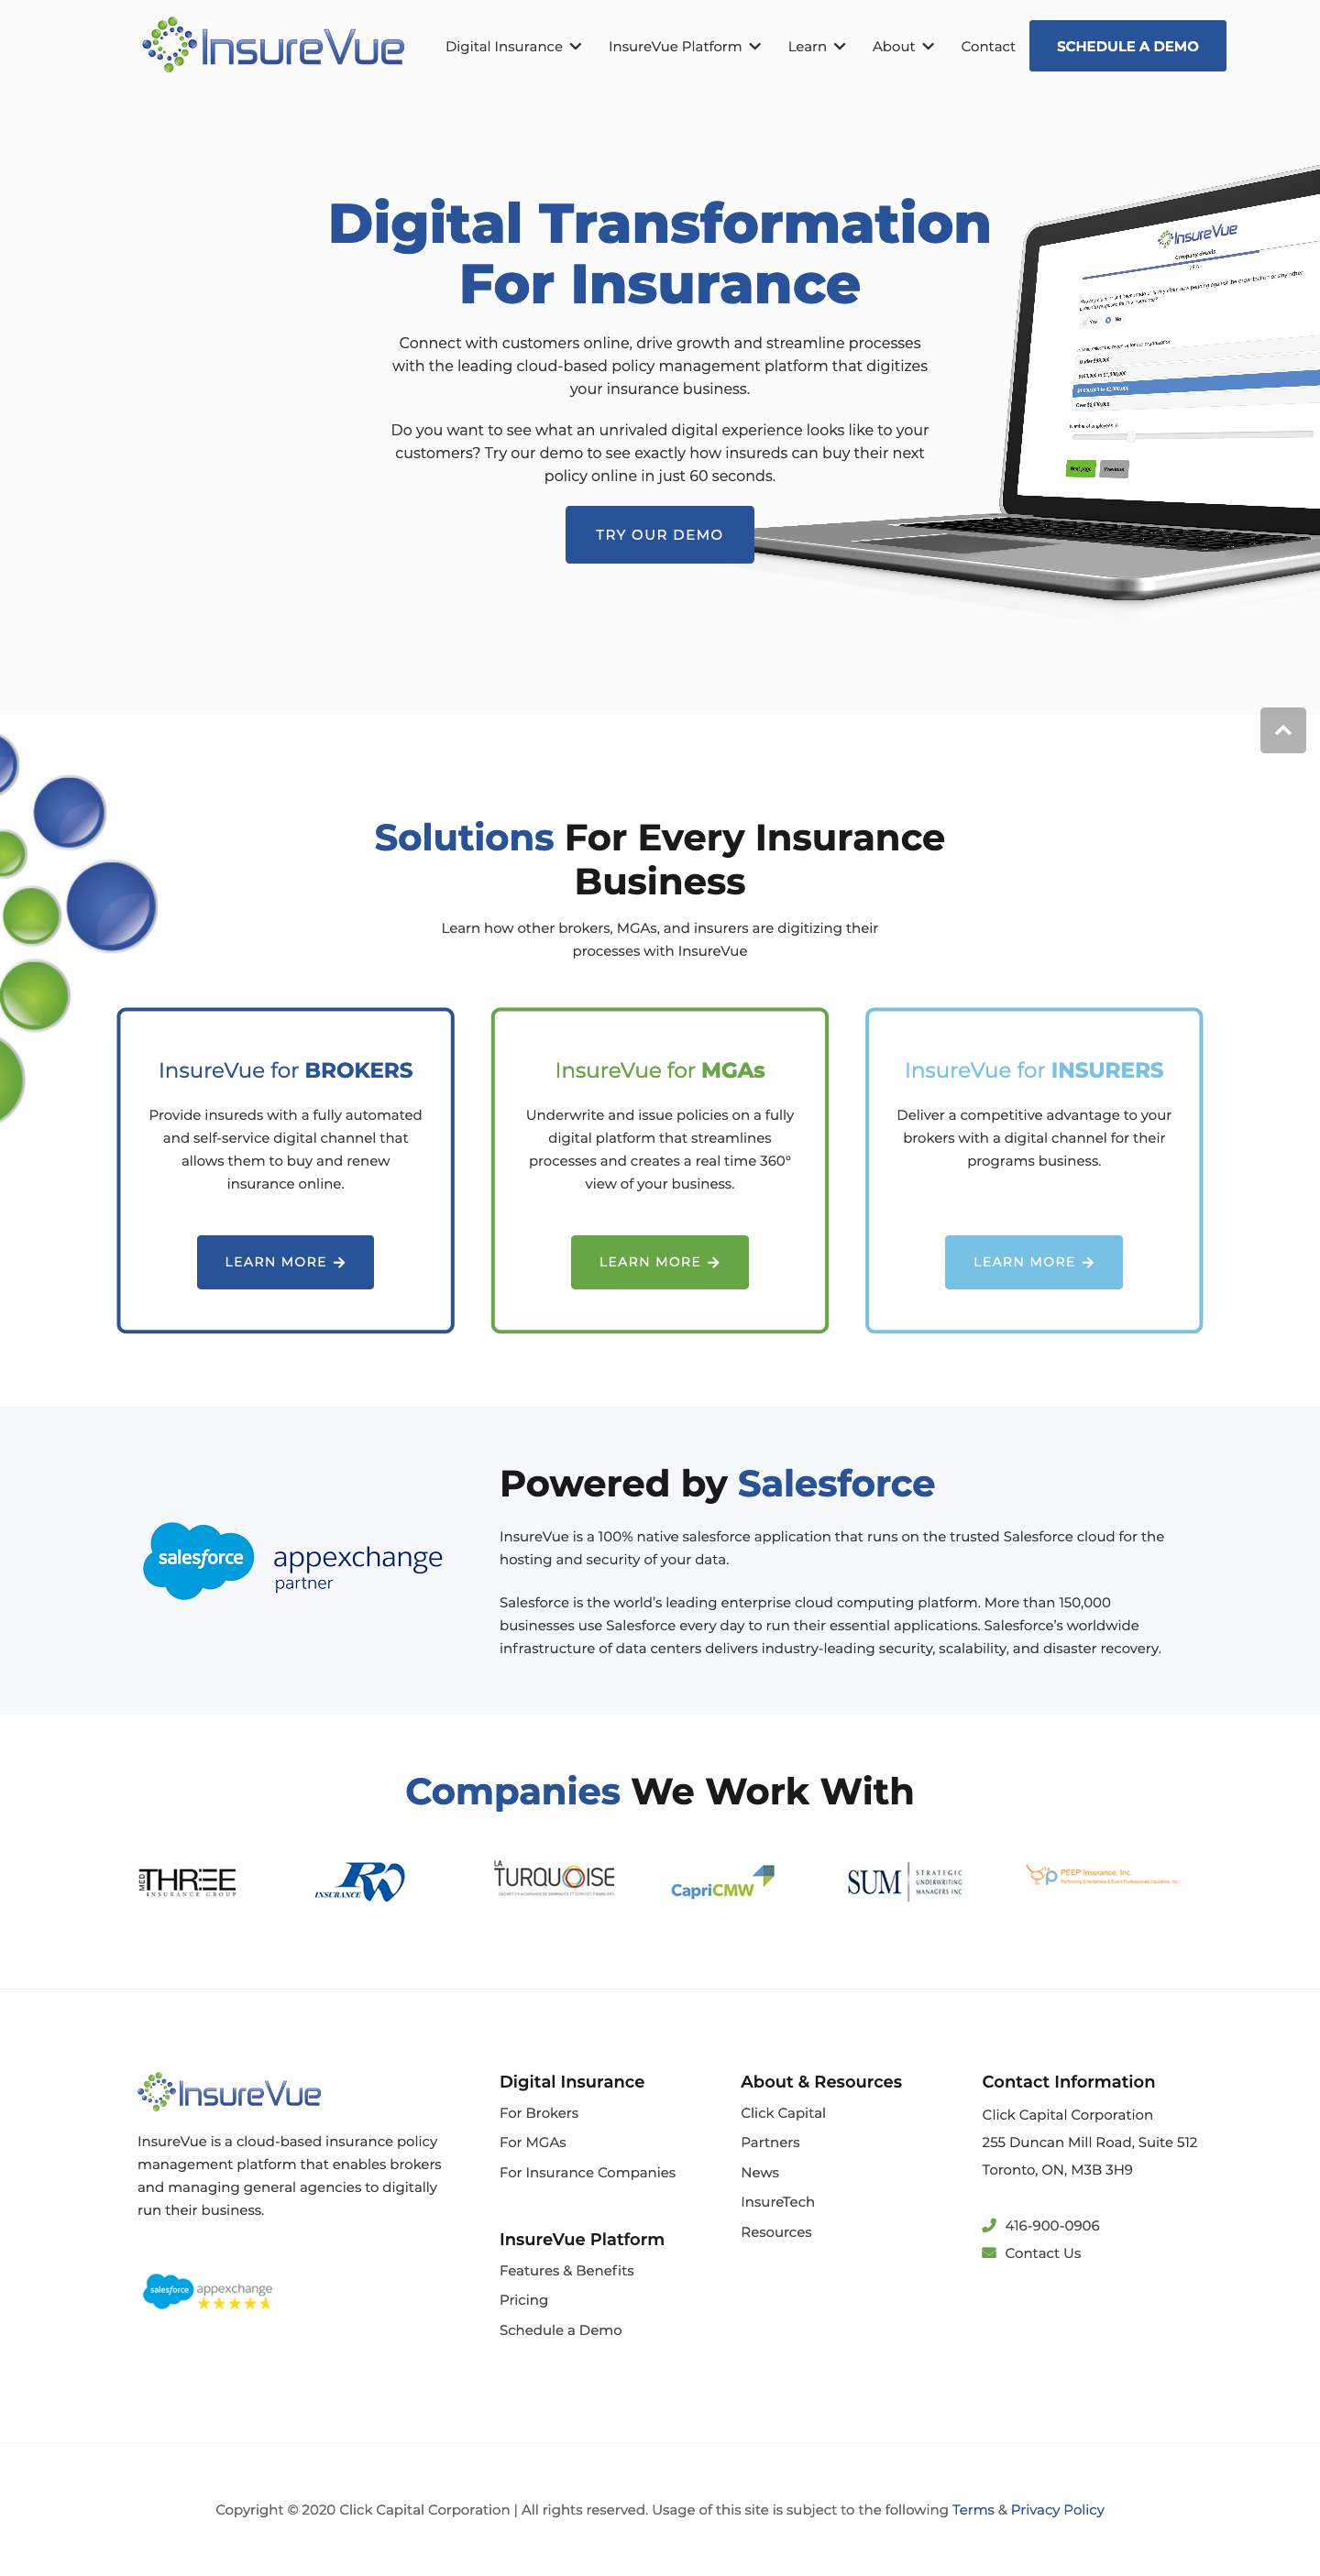 InsureVue
Digital Insurance
InsureVue Platform
Learn
About
Contact
SCHEDULE A DEMO
Digital Transformation
For Insurance
Connect with customers online, drive growth and streamline processes
with the leading cloud-based policy management platform that digitizes
your insurance business.
Do you want to see what an unrivaled digital experience looks like to your
customers? Try our demo to see exactly how insureds can buy their next
policy online in just 60 seconds.
TRY OUR DEMO
InsureVue
Company details
Yes
No
Next page
Previous
Solutions For Every Insurance
Business
Learn how other brokers, MGAs, and insurers are digitizing their
processes with InsureVue
InsureVue for BROKERS
Provide insureds with a fully automated
and self-service digital channel that
allows them to buy and renew
insurance online.
LEARN MORE
InsureVue for MGAs
Underwrite and issue policies on a fully
digital platform that streamlines
processes and creates a real time 360°
view of your business.
LEARN MORE
InsureVue for INSURERS
Deliver a competitive advantage to your
brokers with a digital channel for their
programs business.
LEARN MORE
salesforce
appexchange
partner
Powered by Salesforce
InsureVue is a 100% native salesforce application that runs on the trusted Salesforce cloud for the
hosting and security of your data.
Salesforce is the world's leading enterprise cloud computing platform. More than 150,000
businesses use Salesforce every day to run their essential applications. Salesforce's worldwide
infrastructure of data centers delivers industry-leading security, scalability, and disaster recovery.
Companies We Work With
MED THREE
INSURANCE GROUP
RW
INSURANCE
LA
TURQUOISE
CapriCMW
SUM
STRATEGIC
UNDERWRITING
MANAGERS INC
PEEP Insurance, Inc.
InsureVue
InsureVue is a cloud-based insurance policy
management platform that enables brokers
and managing general agencies to digitally
run their business.
salesforce appexchange
Digital Insurance
For Brokers
For MGAs
For Insurance Companies
InsureVue Platform
Features & Benefits
Pricing
Schedule a Demo
About & Resources
Click Capital
Partners
News
InsureTech
Resources
Contact Information
Click Capital Corporation
255 Duncan Mill Road, Suite 512
Toronto, ON, M3B 3H9
416-900-0906
Contact Us
Copyright © 2020 Click Capital Corporation | All rights reserved. Usage of this site is subject to the following Terms & Privacy Policy